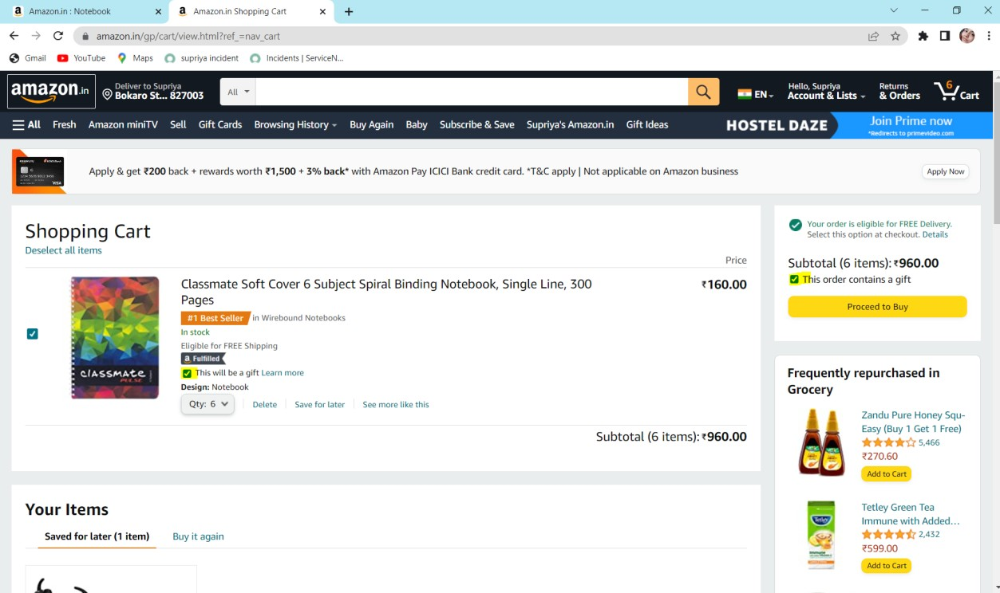 Amazon.in : Notebook
Amazon.in Shopping Cart
amazon.in/gp/cart/view.html?ref_=nav_cart
Gmail YouTube Maps supriya incident Incidents | ServiceN...
amazon.in
Deliver to Supriya
Bokaro St... 827003
All
EN
Hello, Supriya
Account & Lists
Returns
& Orders
6
Cart
All Fresh Amazon miniTV Sell Gift Cards Browsing History Buy Again Baby Subscribe & Save Supriya's Amazon.in Gift Ideas
HOSTEL DAZE
Join Prime now
*Redirects to primevideo.com
VISA
Apply & get ₹200 back + rewards worth ₹1,500 + 3% back* with Amazon Pay ICICI Bank credit card. *T&C apply | Not applicable on Amazon business
Apply Now
Shopping Cart
Deselect all items
Price
classmate
PULSE
Classmate Soft Cover 6 Subject Spiral Binding Notebook, Single Line, 300
Pages
₹160.00
#1 Best Seller in Wirebound Notebooks
In stock
Eligible for FREE Shipping
a Fulfilled
This will be a gift Learn more
Design: Notebook
Qty: 6 Delete Save for later See more like this
Subtotal (6 items): ₹960.00
Your Items
Saved for later (1 item) Buy it again
Your order is eligible for FREE Delivery.
Select this option at checkout. Details
Subtotal (6 items): ₹960.00
This order contains a gift
Proceed to Buy
Frequently repurchased in
Grocery
Zandu Pure Honey Squ-
Easy (Buy 1 Get 1 Free)
5,466
₹270.60
Add to Cart
Tetley
Tetley Green Tea
Immune with Added...
2,432
₹599.00
Add to Cart